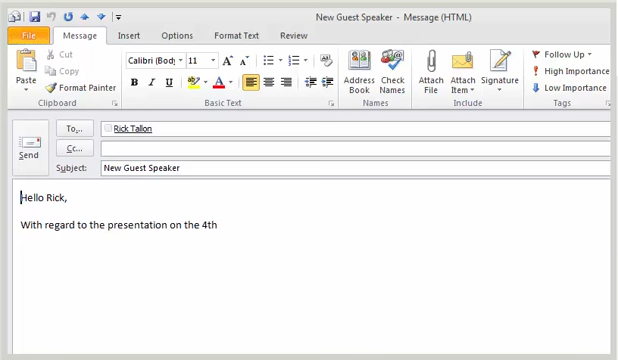 New Guest Speaker - Message (HTML)
File Message Insert Options Format Text Review
Paste
Cut
Copy
Format Painter
Clipboard
Calibri (Body 11
B I U
A
Basic Text
Address Book
Check Names
Names
Attach File
Attach Item
Signature
Include
Follow Up
High Importance
Low Importance
Tags
Send
To...
Rick Tallon
Cc...
Subject:
New Guest Speaker
Hello Rick,
With regard to the presentation on the 4th